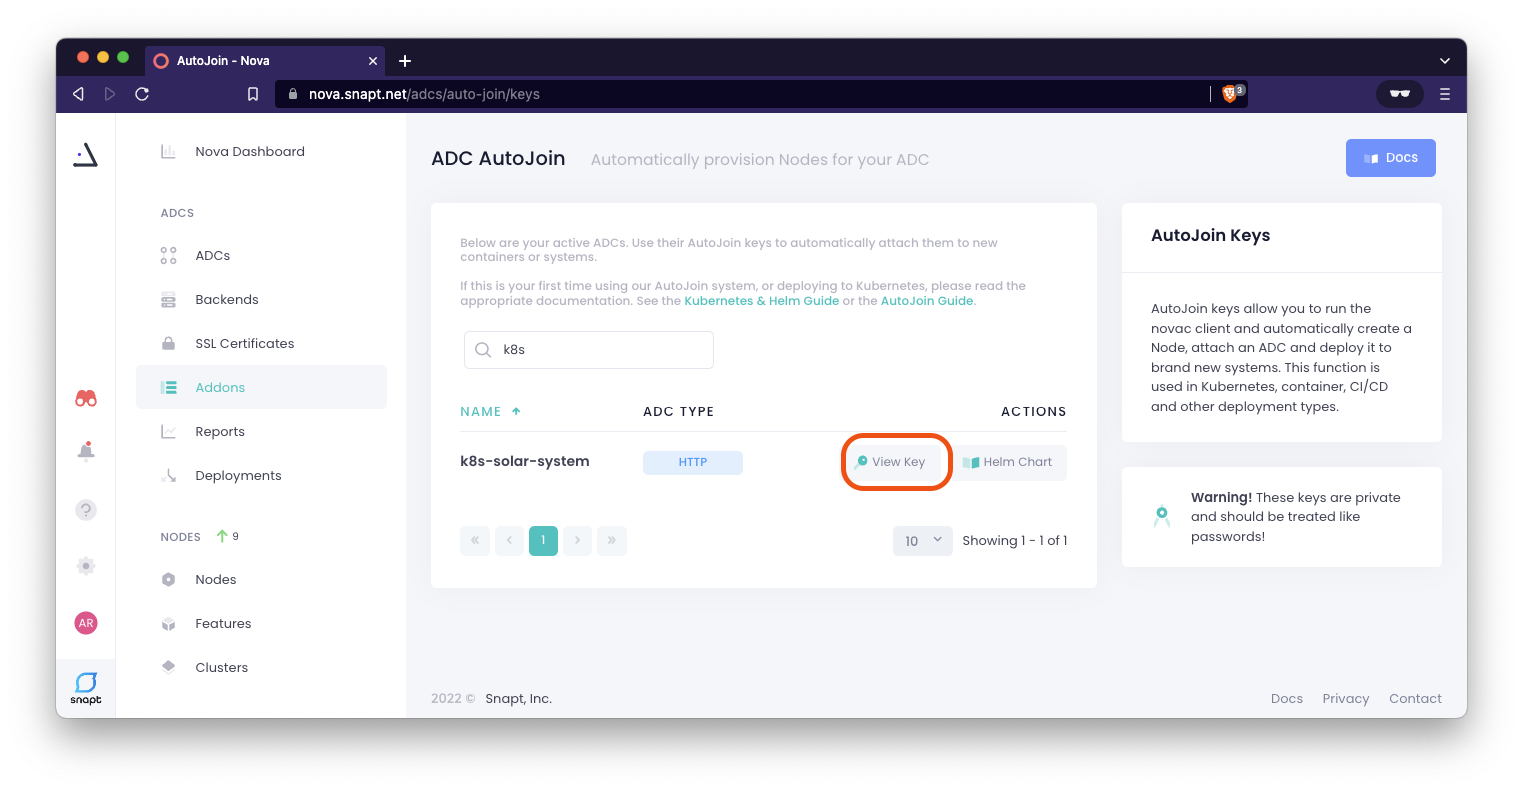 AutoJoin - Nova
nova.snapt.net/adcs/auto-join/keys
3
Nova Dashboard
ADCS
ADCs
Backends
SSL Certificates
Addons
Reports
Deployments
NODES 9
Nodes
Features
Clusters
AR
snapt
ADC AutoJoin Automatically provision Nodes for your ADC
Docs
Below are your active ADCs. Use their AutoJoin keys to automatically attach them to new
containers or systems.
If this is your first time using our AutoJoin system, or deploying to Kubernetes, please read the
appropriate documentation. See the Kubernetes & Helm Guide or the AutoJoin Guide.
k8s
NAME ADC TYPE ACTIONS
k8s-solar-system HTTP View Key Helm Chart
« ‹ 1 › » 10 Showing 1 - 1 of 1
AutoJoin Keys
AutoJoin keys allow you to run the
novac client and automatically create a
Node, attach an ADC and deploy it to
brand new systems. This function is
used in Kubernetes, container, CI/CD
and other deployment types.
Warning! These keys are private
and should be treated like
passwords!
2022 © Snapt, Inc.
Docs Privacy Contact